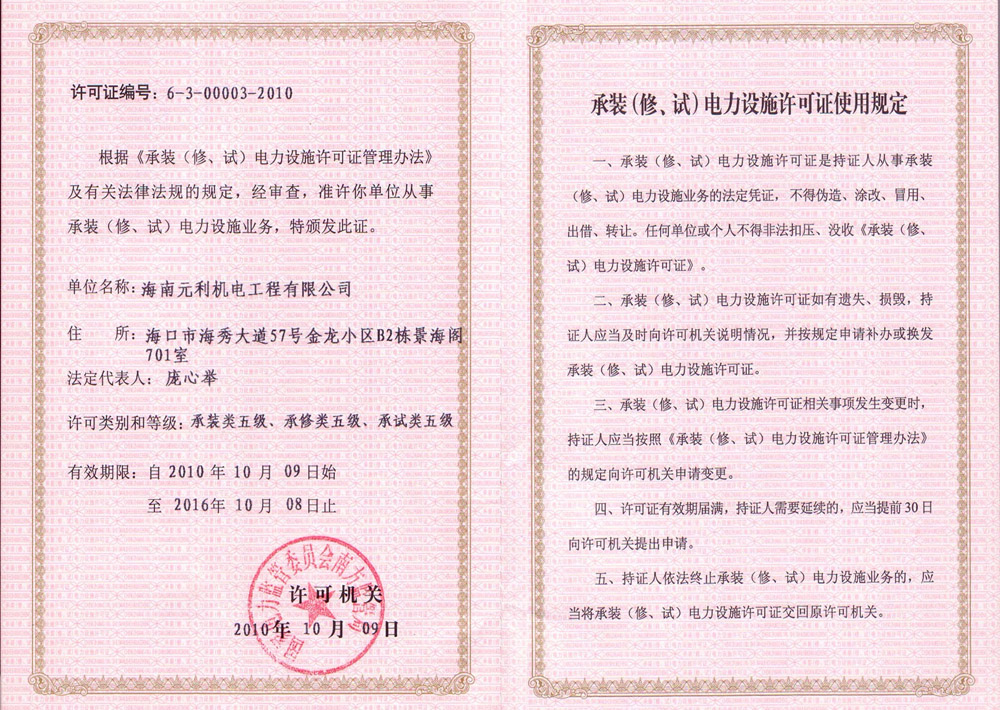 许可证编号：6-3-00003-2010
根据《承装（修、试）电力设施许可证管理办法》
及有关法律法规的规定，经审查，准许你单位从事
承装（修、试）电力设施业务，特颁发此证。
单位名称：海南元利机电工程有限公司
住 所：海口市海秀大道57号金龙小区B2栋景海阁
701室
法定代表人：庞心举
许可类别和等级：承装类五级、承修类五级、承试类五级
有效期限：自 2010 年 10 月 09 日始
至 2016年 10 月 08 日止
国家电力监管委员会南方监管局
许可机关
2010年 10 月 09日
承装（修、试）电力设施许可证使用规定
一、承装（修、试）电力设施许可证是持证人从事承装
（修、试）电力设施业务的法定凭证，不得伪造、涂改、冒用、
出借、转让。任何单位或个人不得非法扣压、没收《承装（修、
试）电力设施许可证》。
二、承装（修、试）电力设施许可证如有遗失、损毁，持
证人应当及时向许可机关说明情况，并按规定申请补办或换发
承装（修、试）电力设施许可证。
三、承装（修、试）电力设施许可证相关事项发生变更时，
持证人应当按照《承装（修、试）电力设施许可证管理办法》
的规定向许可机关申请变更。
四、许可证有效期届满，持证人需要延续的，应当提前 30 日
向许可机关提出申请。
五、持证人依法终止承装（修、试）电力设施业务的，应
当将承装（修、试）电力设施许可证交回原许可机关。